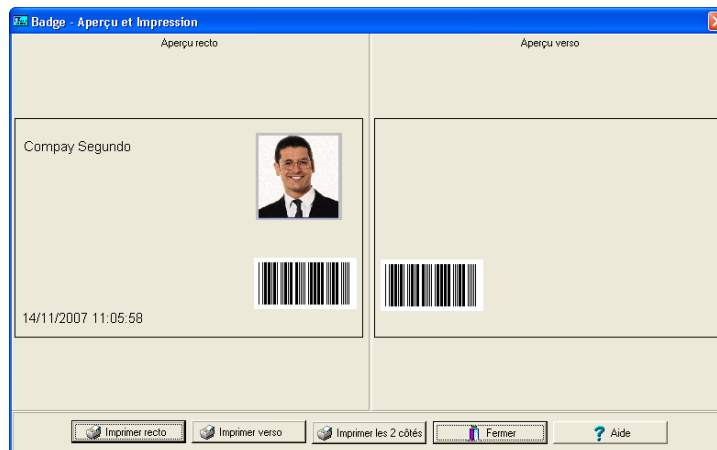 Badge - Aperçu et Impression
Aperçu recto
Aperçu verso
Compay Segundo
14/11/2007 11:05:58
Imprimer recto
Imprimer verso
Imprimer les 2 côtés
Fermer
? Aide